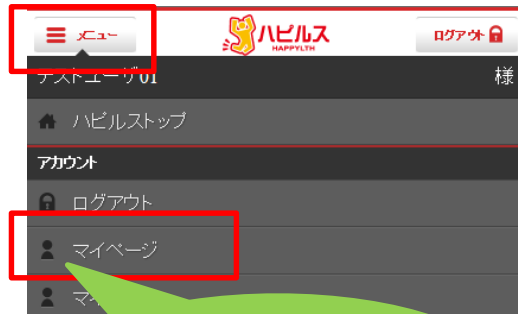 メニュー
ハピルス
HAPPYLTH
ログアウト
テストユーザ01 様
ハピルストップ
アカウント
ログアウト
マイページ
マ